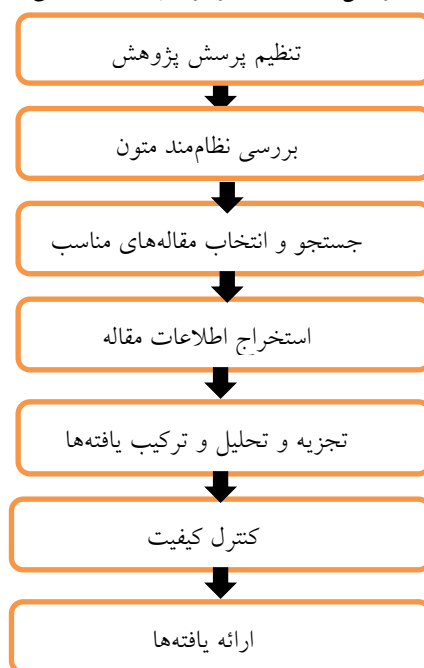 تنظیم پرسش پژوهش
بررسی نظام‌مند متون
جستجو و انتخاب مقاله‌های مناسب
استخراج اطلاعات مقاله
تجزیه و تحلیل و ترکیب یافته‌ها
کنترل کیفیت
ارائه یافته‌ها